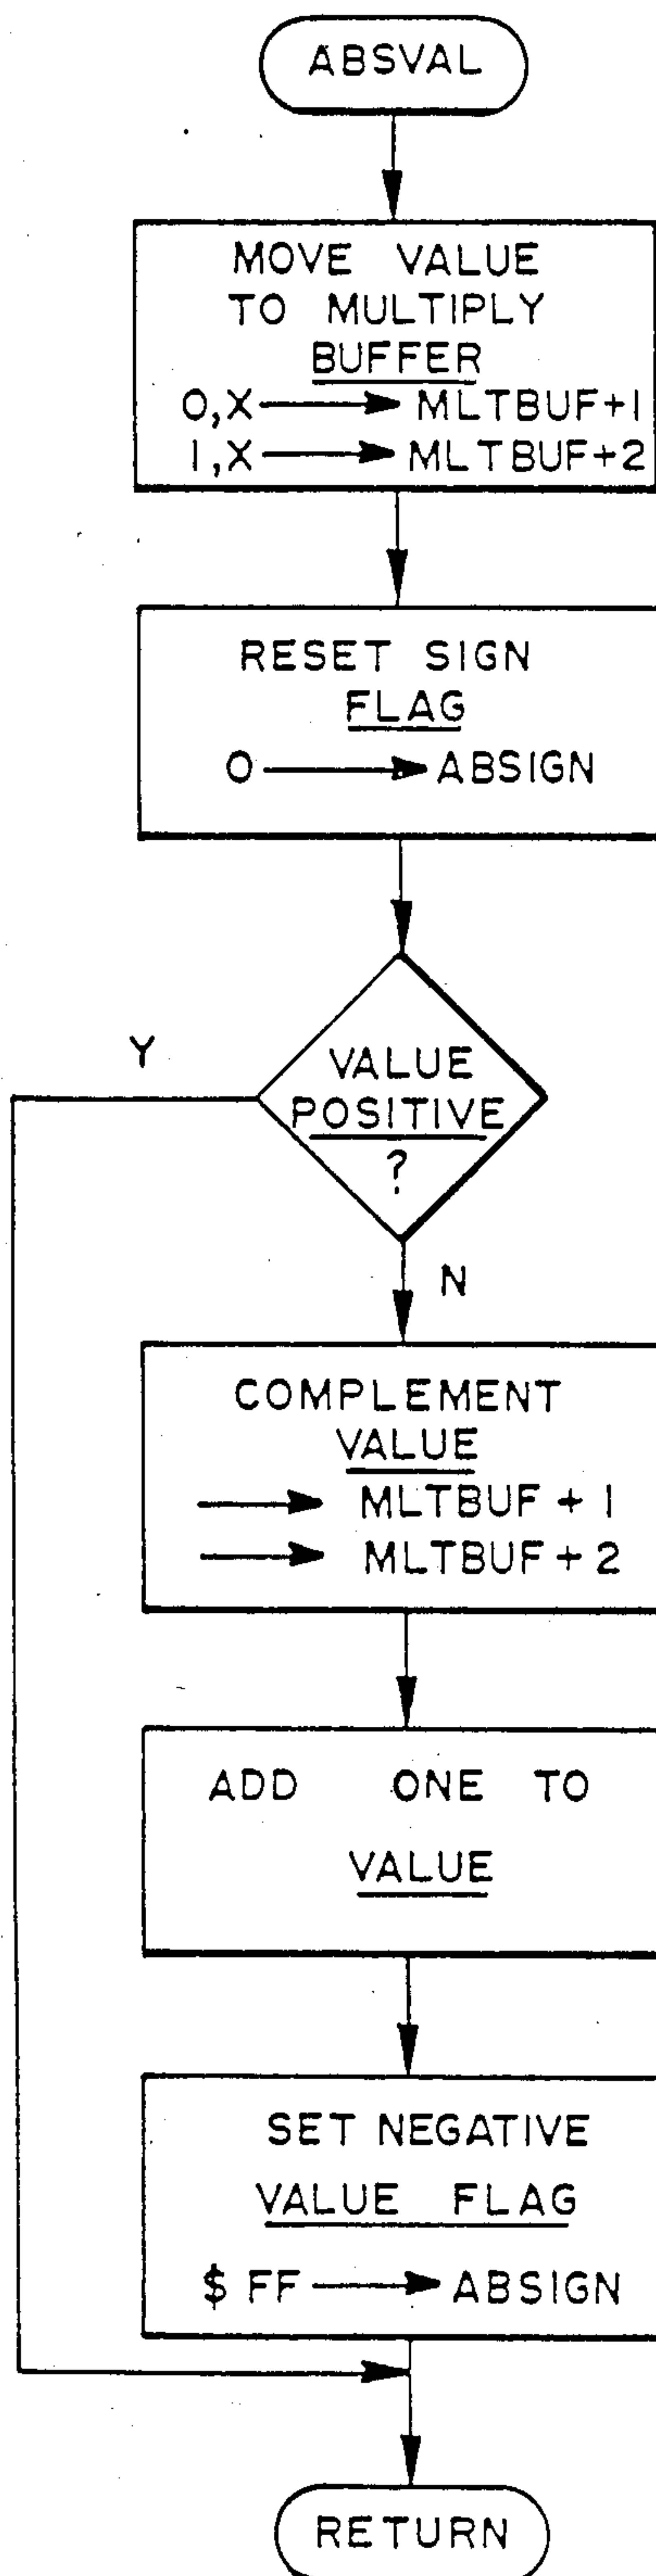 ABSVAL
MOVE VALUE
TO MULTIPLY
BUFFER
0,X → MLTBUF+1
1,X → MLTBUF+2
RESET SIGN
FLAG
0 → ABSIGN
Y
VALUE
POSITIVE
?
N
COMPLEMENT
VALUE
→ MLTBUF + 1
→ MLTBUF + 2
ADD ONE TO
VALUE
SET NEGATIVE
VALUE FLAG
$ FF → ABSIGN
RETURN